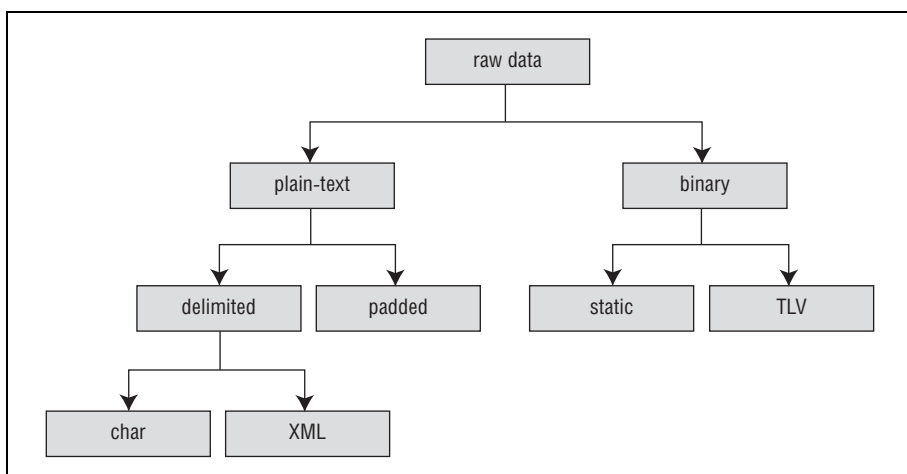 raw data
plain-text
binary
delimited
padded
static
TLV
char
XML